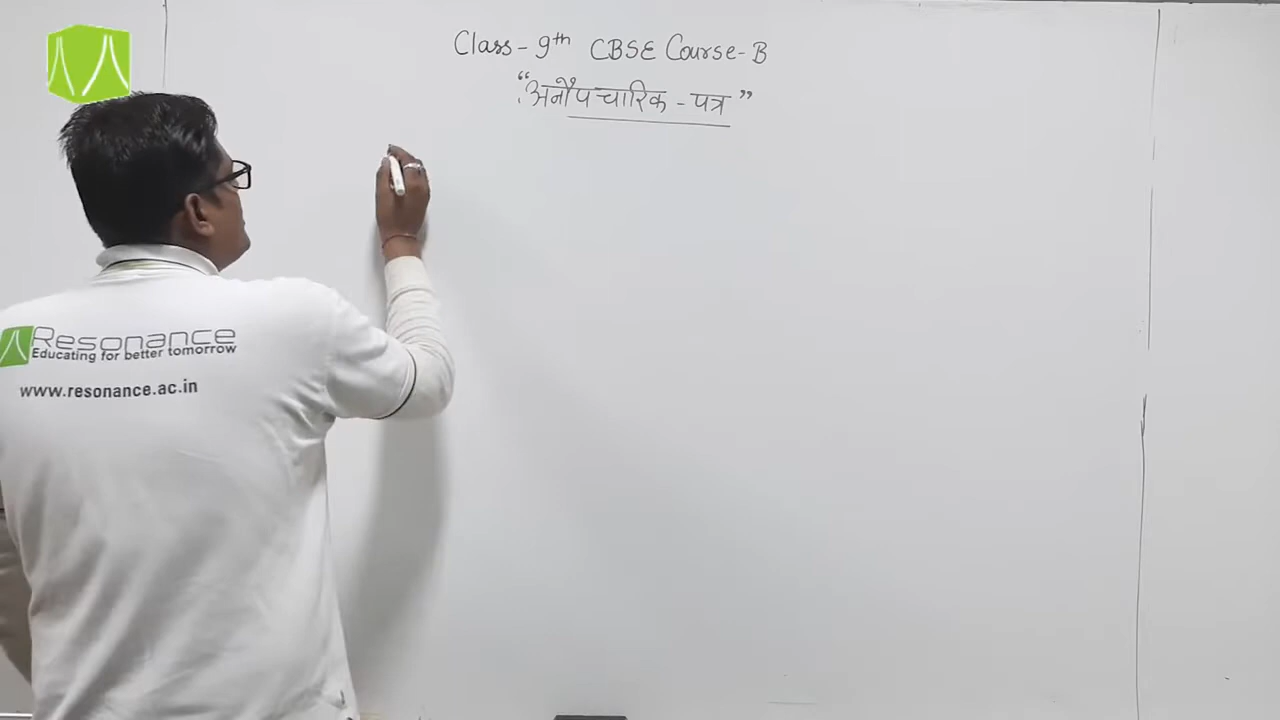 Class-9th CBSE Course-B
"अनौपचारिक - पत्र"
Resonance
Educating for better tomorrow
www.resonance.ac.in